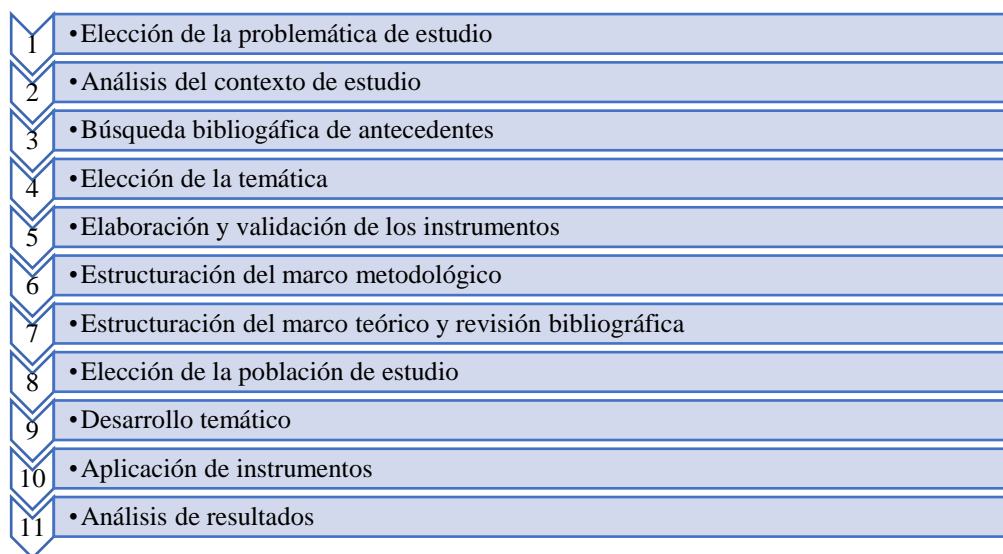 1 •Elección de la problemática de estudio
2 •Análisis del contexto de estudio
3 •Búsqueda bibliogáfica de antecedentes
4 •Elección de la temática
5 •Elaboración y validación de los instrumentos
6 •Estructuración del marco metodológico
7 •Estructuración del marco teórico y revisión bibliográfica
8 •Elección de la población de estudio
9 •Desarrollo temático
10 •Aplicación de instrumentos
11 •Análisis de resultados